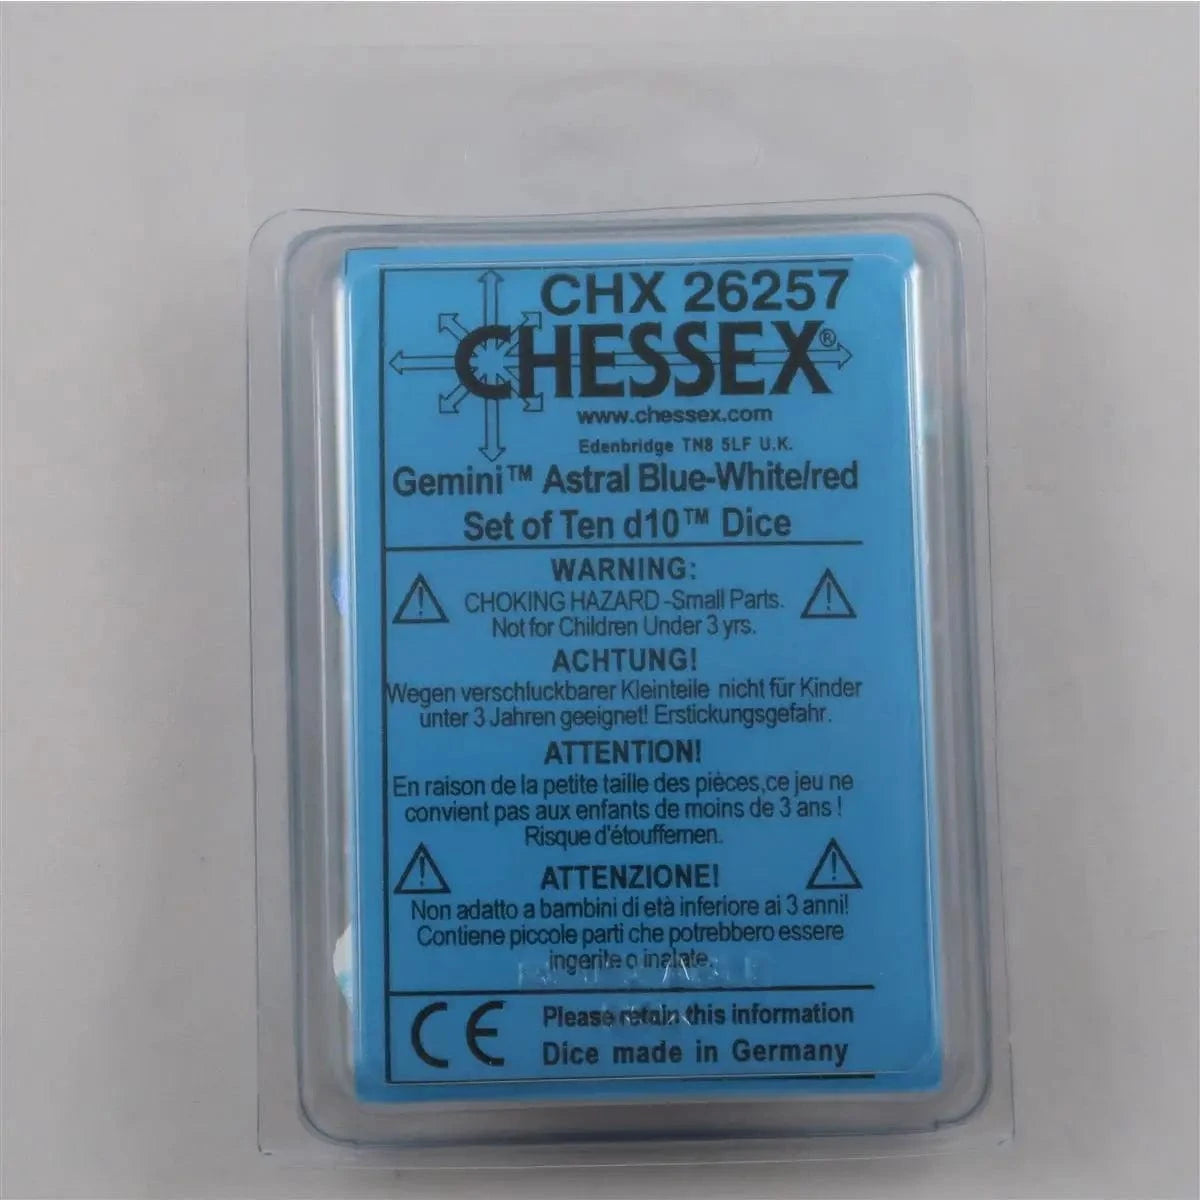 CHX 26257
CHESSEX®
www.chessex.com
Edenbridge TN8 5LF U.K.
Gemini™ Astral Blue-White/red
Set of Ten d10™ Dice
WARNING:
CHOKING HAZARD -Small Parts.
Not for Children Under 3 yrs.
ACHTUNG!
Wegen verschluckbarer Kleinteile nicht für Kinder
unter 3 Jahren geeignet! Erstickungsgefahr.
ATTENTION!
En raison de la petite taille des pièces,ce jeu ne
convient pas aux enfants de moins de 3 ans !
Risque d'étouffemen.
ATTENZIONE!
Non adatto a bambini di età inferiore ai 3 anni!
Contiene piccole parti che potrebbero essere
ingerite o inalate.
CE
Please retain this information
Dice made in Germany